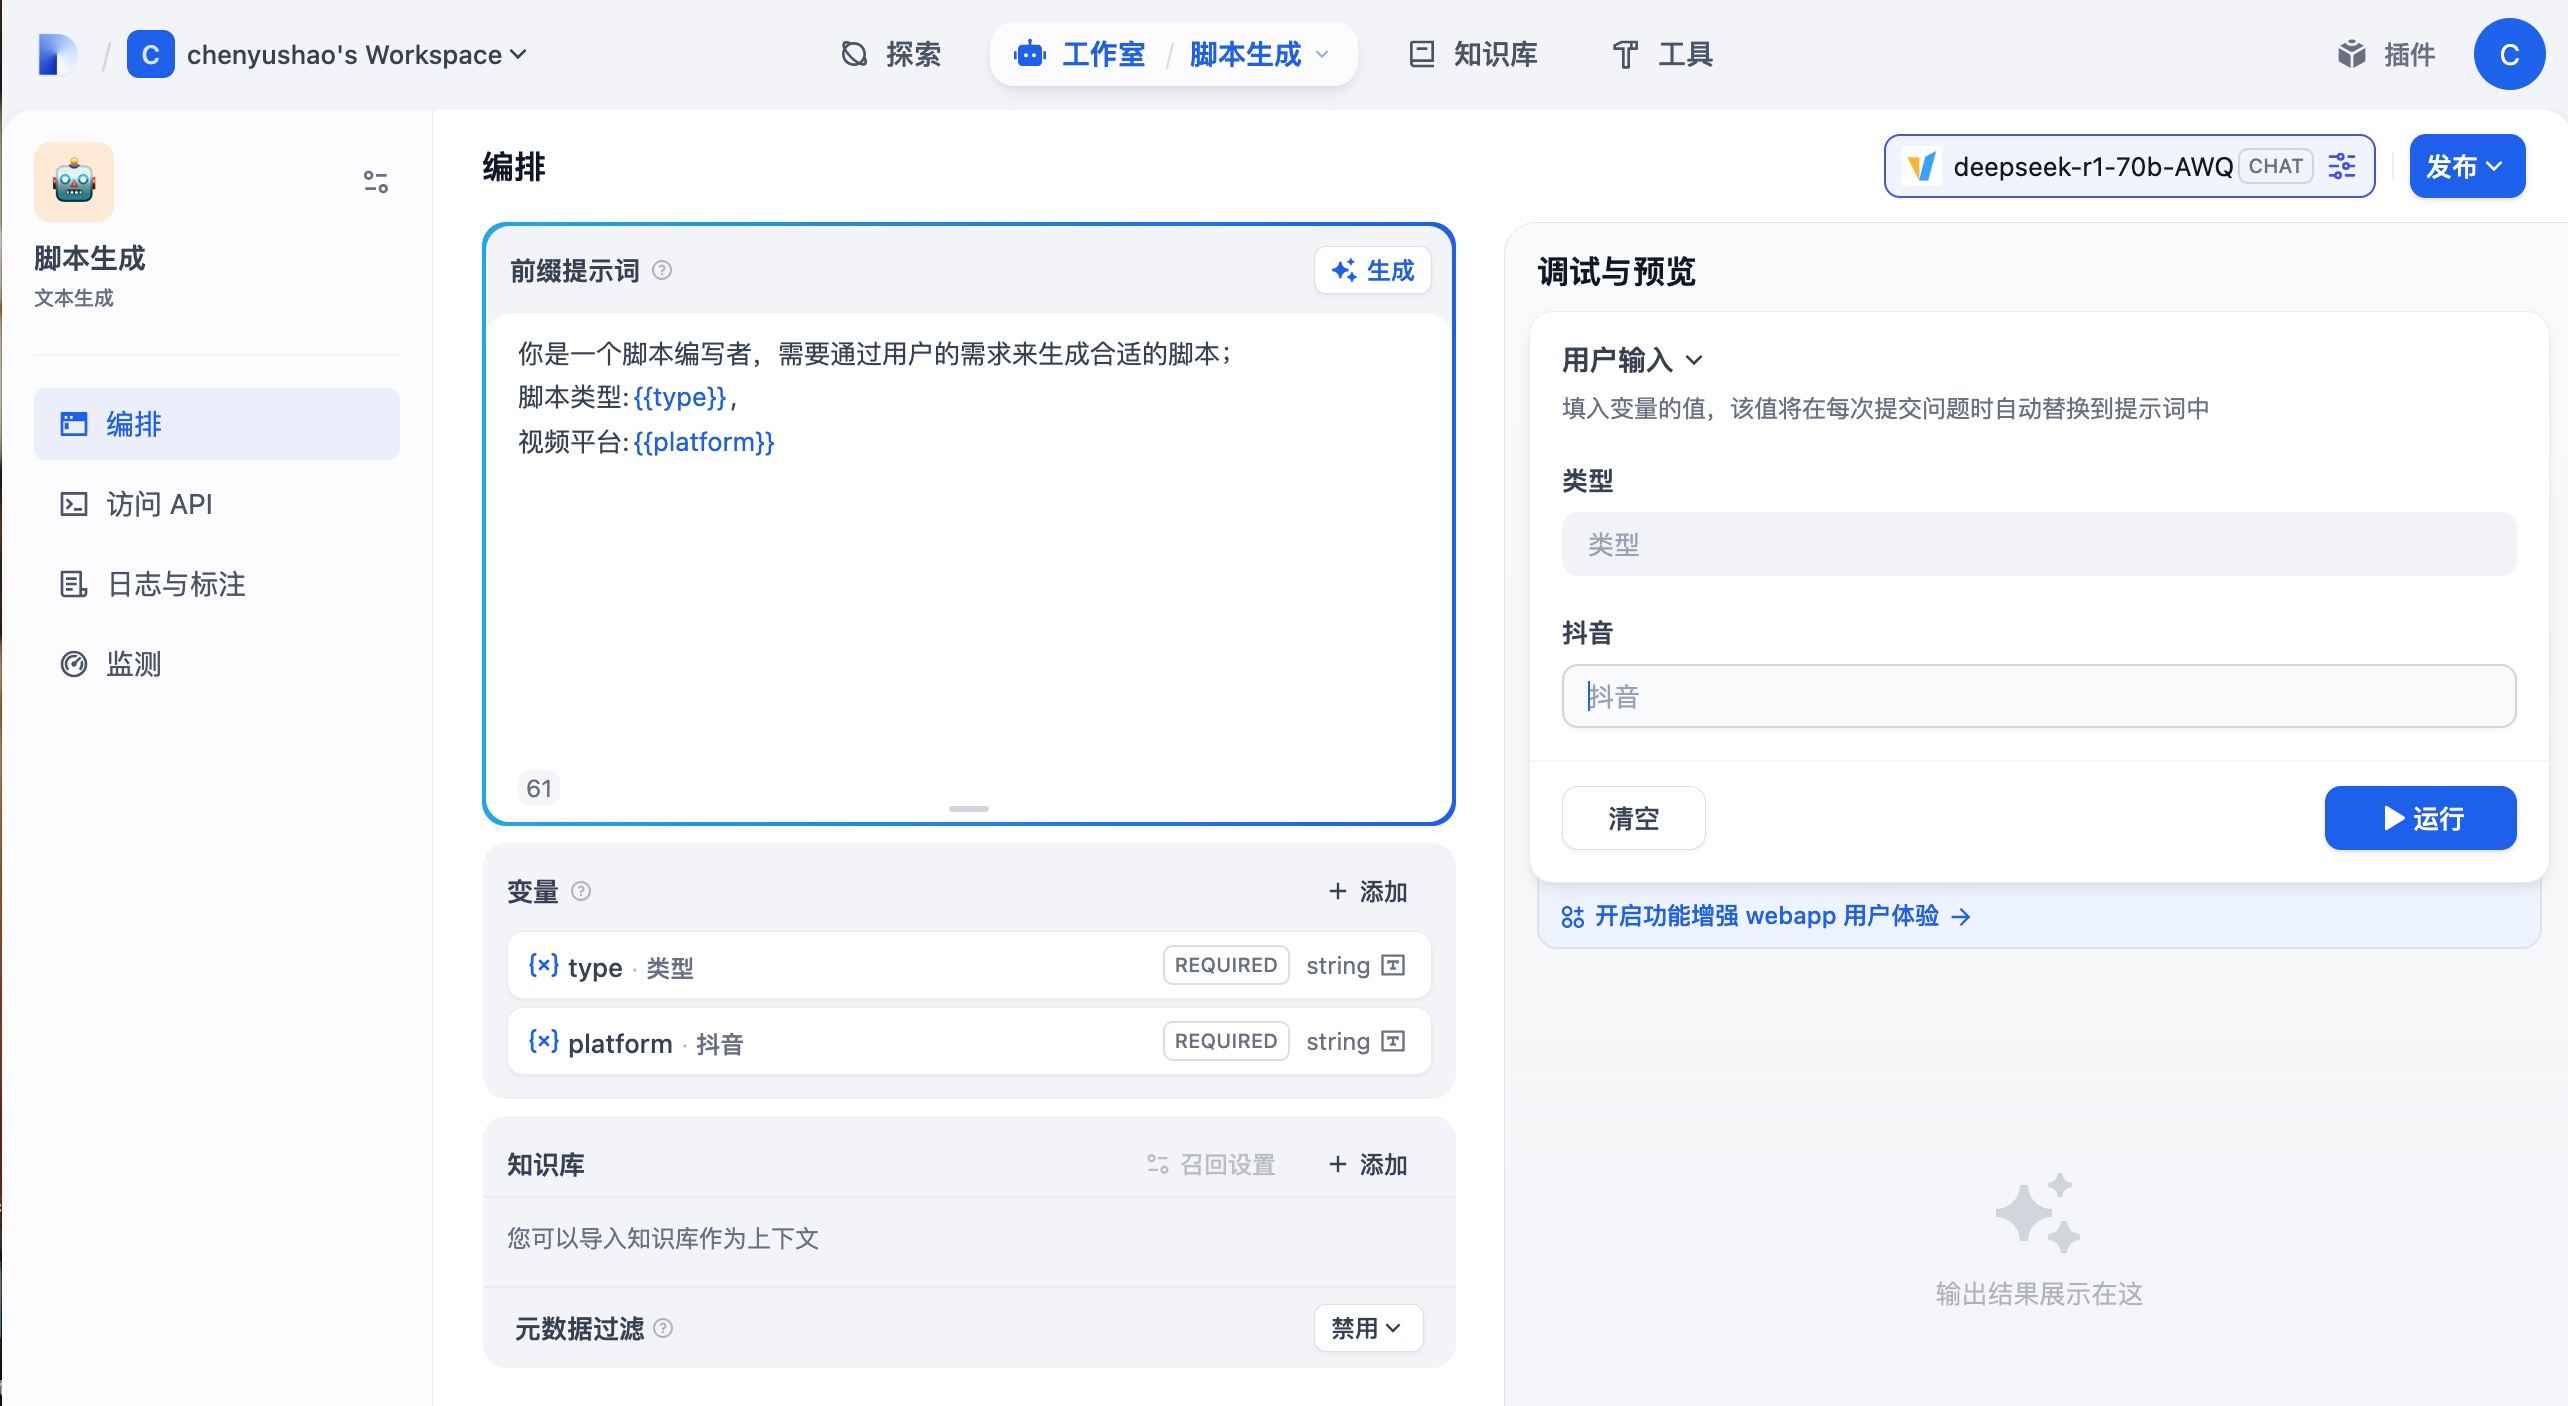 / C chenyushao's Workspace
探索
工作室 / 脚本生成
知识库
工具
插件
C
脚本生成
文本生成
编排
访问 API
日志与标注
监测
编排
deepseek-r1-70b-AWQ CHAT
发布
前缀提示词 ?
生成
你是一个脚本编写者，需要通过用户的需求来生成合适的脚本；
脚本类型: {{type}} ,
视频平台: {{platform}}
61
变量 ?
+ 添加
{x} type · 类型 REQUIRED string
{x} platform · 抖音 REQUIRED string
知识库
召回设置
+ 添加
您可以导入知识库作为上下文
元数据过滤 ?
禁用
调试与预览
用户输入
填入变量的值，该值将在每次提交问题时自动替换到提示词中
类型
类型
抖音
抖音
清空
运行
开启功能增强 webapp 用户体验 →
输出结果展示在这